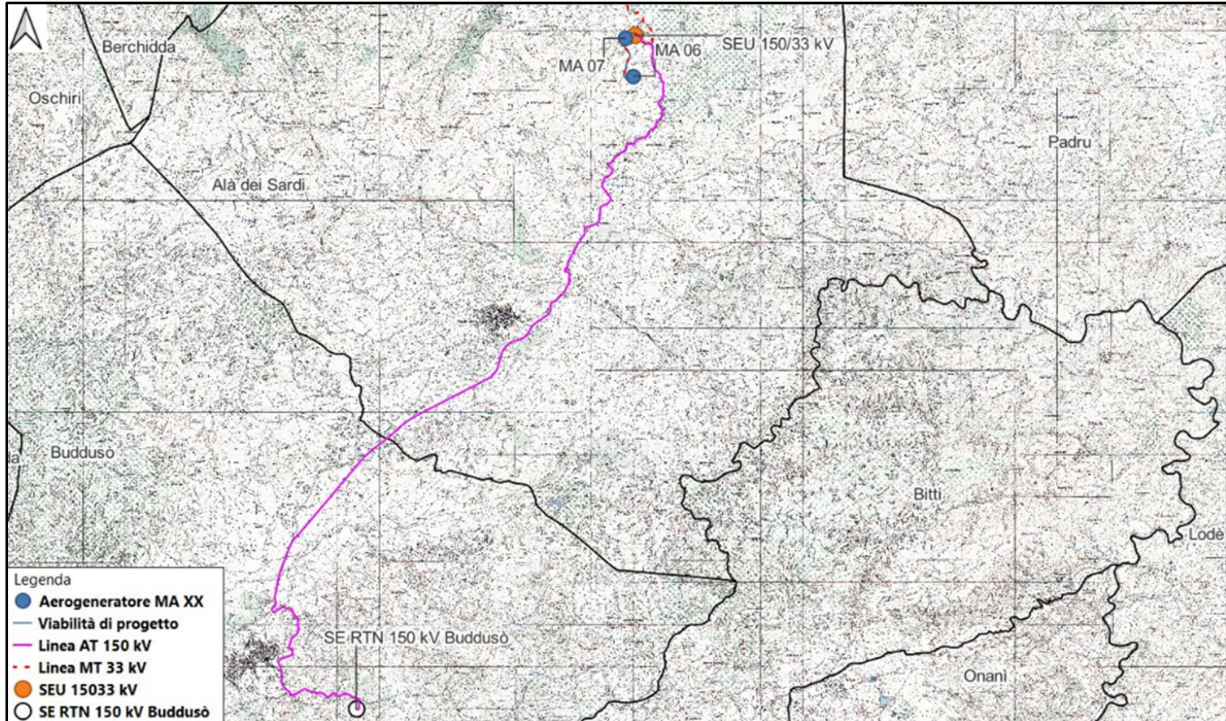 Berchidda
SEU 150/33 kV
MA 06
MA 07
Oschiri
Padru
Alà dei Sardi
Buddusò
Bitti
Lodè
Legenda
Aerogeneratore MA XX
Viabilità di progetto
Linea AT 150 kV
Linea MT 33 kV
SEU 15033 kV
SE RTN 150 kV Buddusò
SE RTN 150 kV Buddusò
Onani